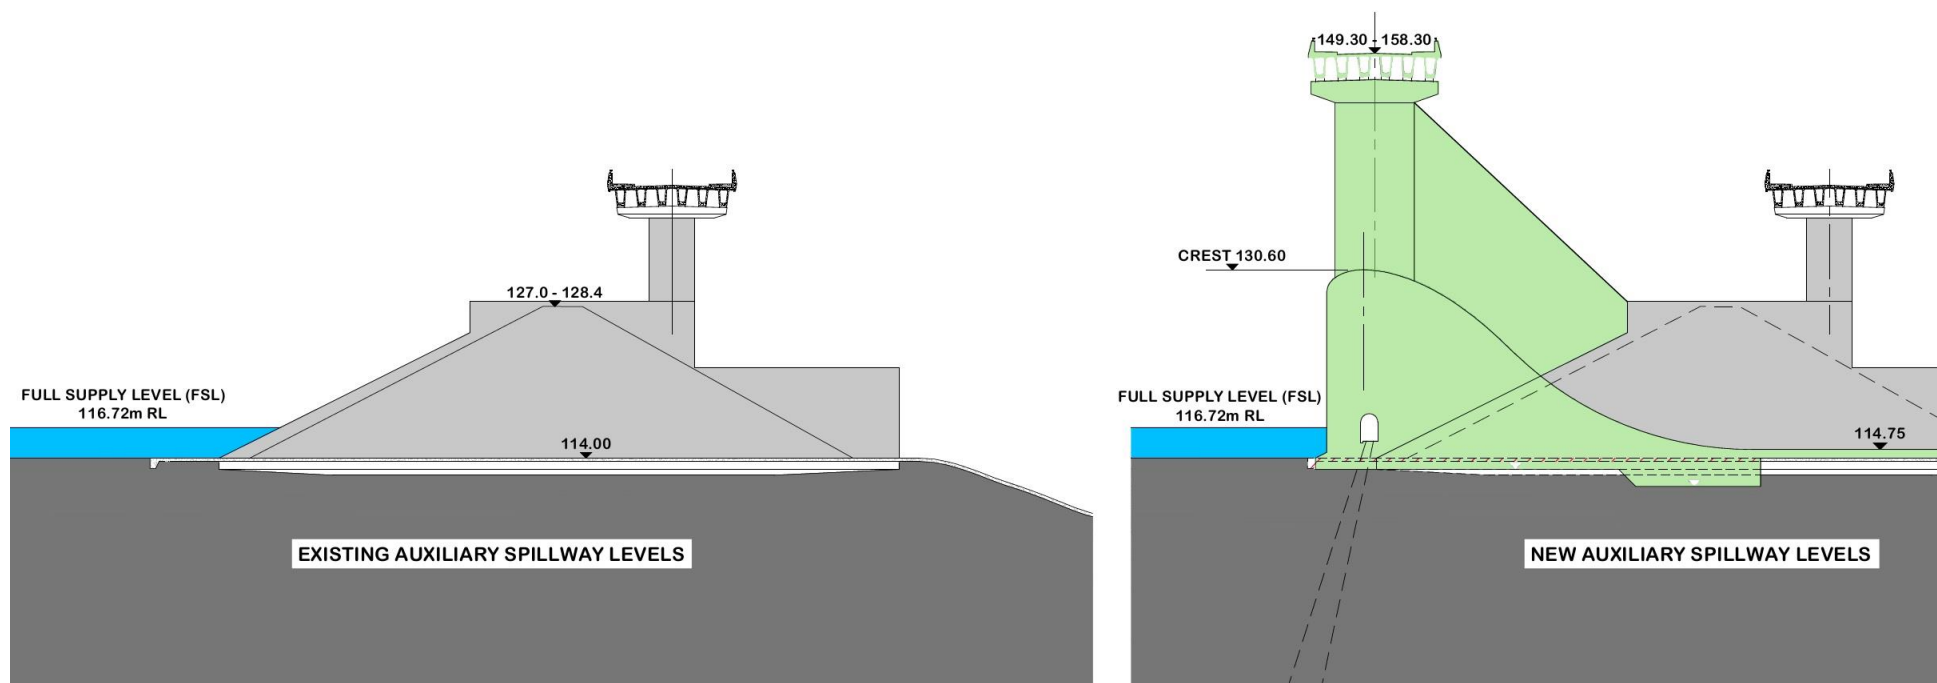 127.0 - 128.4
FULL SUPPLY LEVEL (FSL)
116.72m RL
114.00
EXISTING AUXILIARY SPILLWAY LEVELS
149.30 - 158.30
CREST 130.60
FULL SUPPLY LEVEL (FSL)
116.72m RL
114.75
NEW AUXILIARY SPILLWAY LEVELS